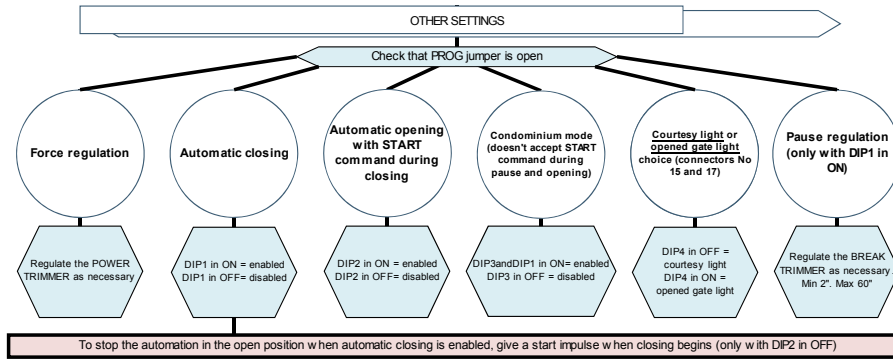 OTHER SETTINGS
Check that PROG jumper is open
Force regulation
Automatic closing
Automatic opening
with START
command during
closing
Condominium mode
(doesn't accept START
command during
pause and opening)
Courtesy light or
opened gate light
choice (connectors No
15 and 17)
Pause regulation
(only with DIP1 in
ON)
Regulate the POWER
TRIMMER as necessary
DIP1 in ON = enabled
DIP1 in OFF= disabled
DIP2 in ON = enabled
DIP2 in OFF= disabled
DIP3andDIP1 in ON= enabled
DIP3 in OFF = disabled
DIP4 in OFF =
courtesy light
DIP4 in ON =
opened gate light
Regulate the BREAK
TRIMMER as necessary.
Min 2". Max 60"
To stop the automation in the open position when automatic closing is enabled, give a start impulse when closing begins (only with DIP2 in OFF)